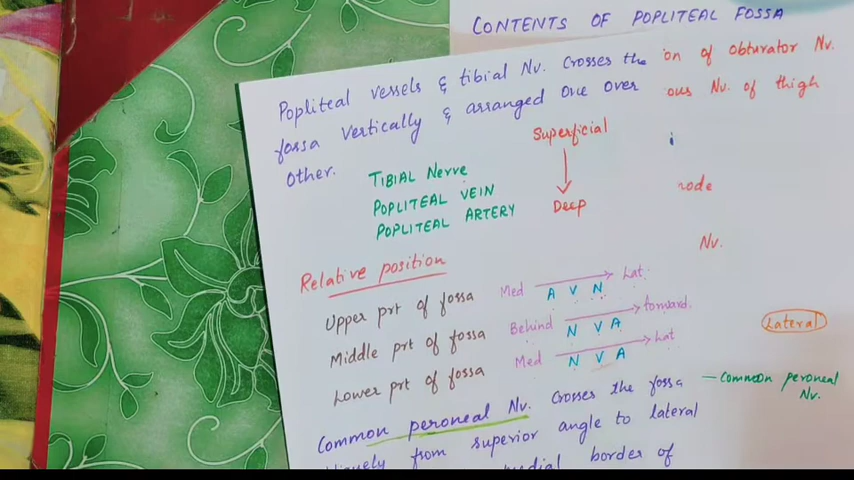 CONTENTS OF POPLITEAL FOSSA
Popliteal vessels & tibial Nv. Crosses the
fossa vertically & arranged one over
other.
on of obturator Nv.
ous Nv. of thigh
Superficial
Deep
TIBIAL Nerve
POPLITEAL VEIN
POPLITEAL ARTERY
node
Nv.
Relative position
Upper prt of fossa Med A V N Lat.
Middle prt of fossa Behind N V A forward.
Lower prt of fossa Med N V A Lat
Lateral
Common peroneal Nv. Crosses the fossa
from superior angle to lateral
border of
— Common peroneal
Nv.